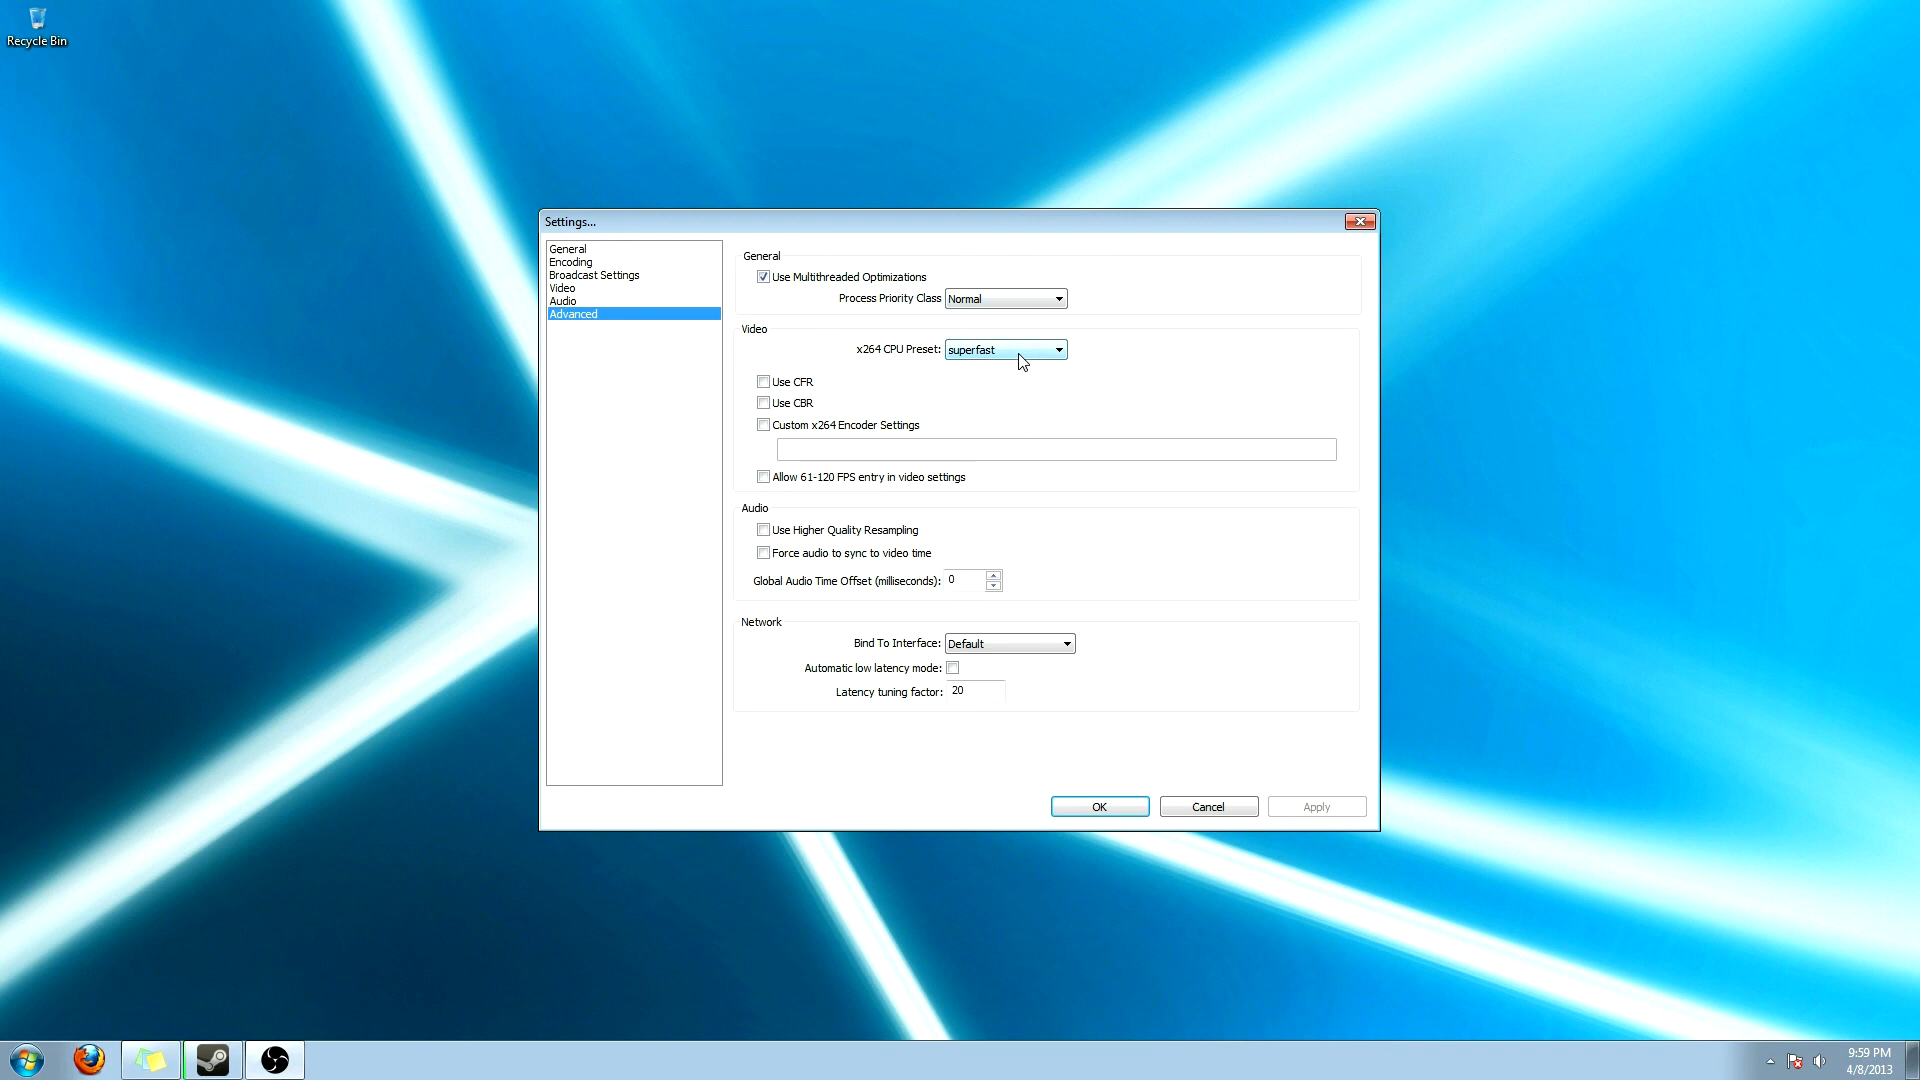 Recycle Bin
Settings...
General
Encoding
Broadcast Settings
Video
Audio
Advanced
General
Use Multithreaded Optimizations
Process Priority Class Normal
Video
x264 CPU Preset: superfast
Use CFR
Use CBR
Custom x264 Encoder Settings
Allow 61-120 FPS entry in video settings
Audio
Use Higher Quality Resampling
Force audio to sync to video time
Global Audio Time Offset (milliseconds): 0
Network
Bind To Interface: Default
Automatic low latency mode:
Latency tuning factor: 20
OK Cancel Apply
9:59 PM
4/8/2013